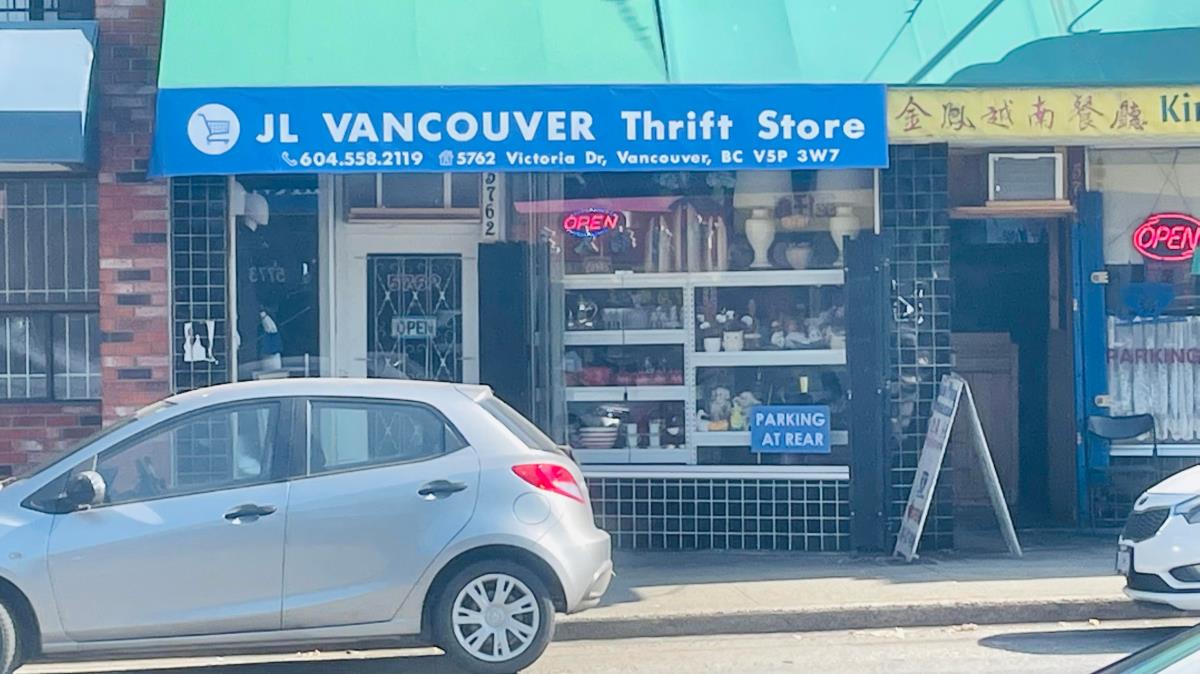 JL VANCOUVER Thrift Store
604.558.2119 5762 Victoria Dr, Vancouver, BC V5P 3W7
金鳳越南餐廳 Kin
5762
OPEN
OPEN
5773
OPEN
PARKING
AT REAR
PARKING